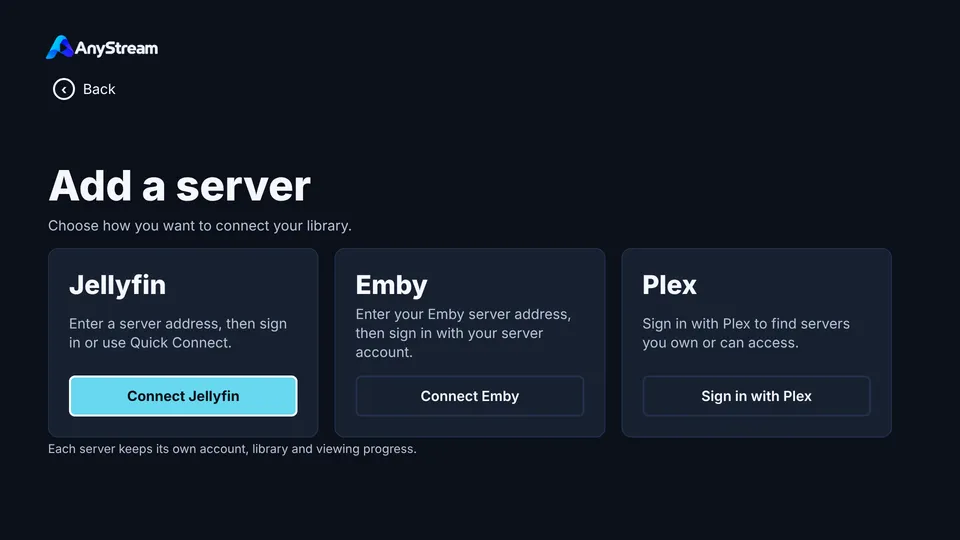 AnyStream
‹ Back
Add a server
Choose how you want to connect your library.
Jellyfin
Enter a server address, then sign
in or use Quick Connect.
Connect Jellyfin
Emby
Enter your Emby server address,
then sign in with your server
account.
Connect Emby
Plex
Sign in with Plex to find servers
you own or can access.
Sign in with Plex
Each server keeps its own account, library and viewing progress.